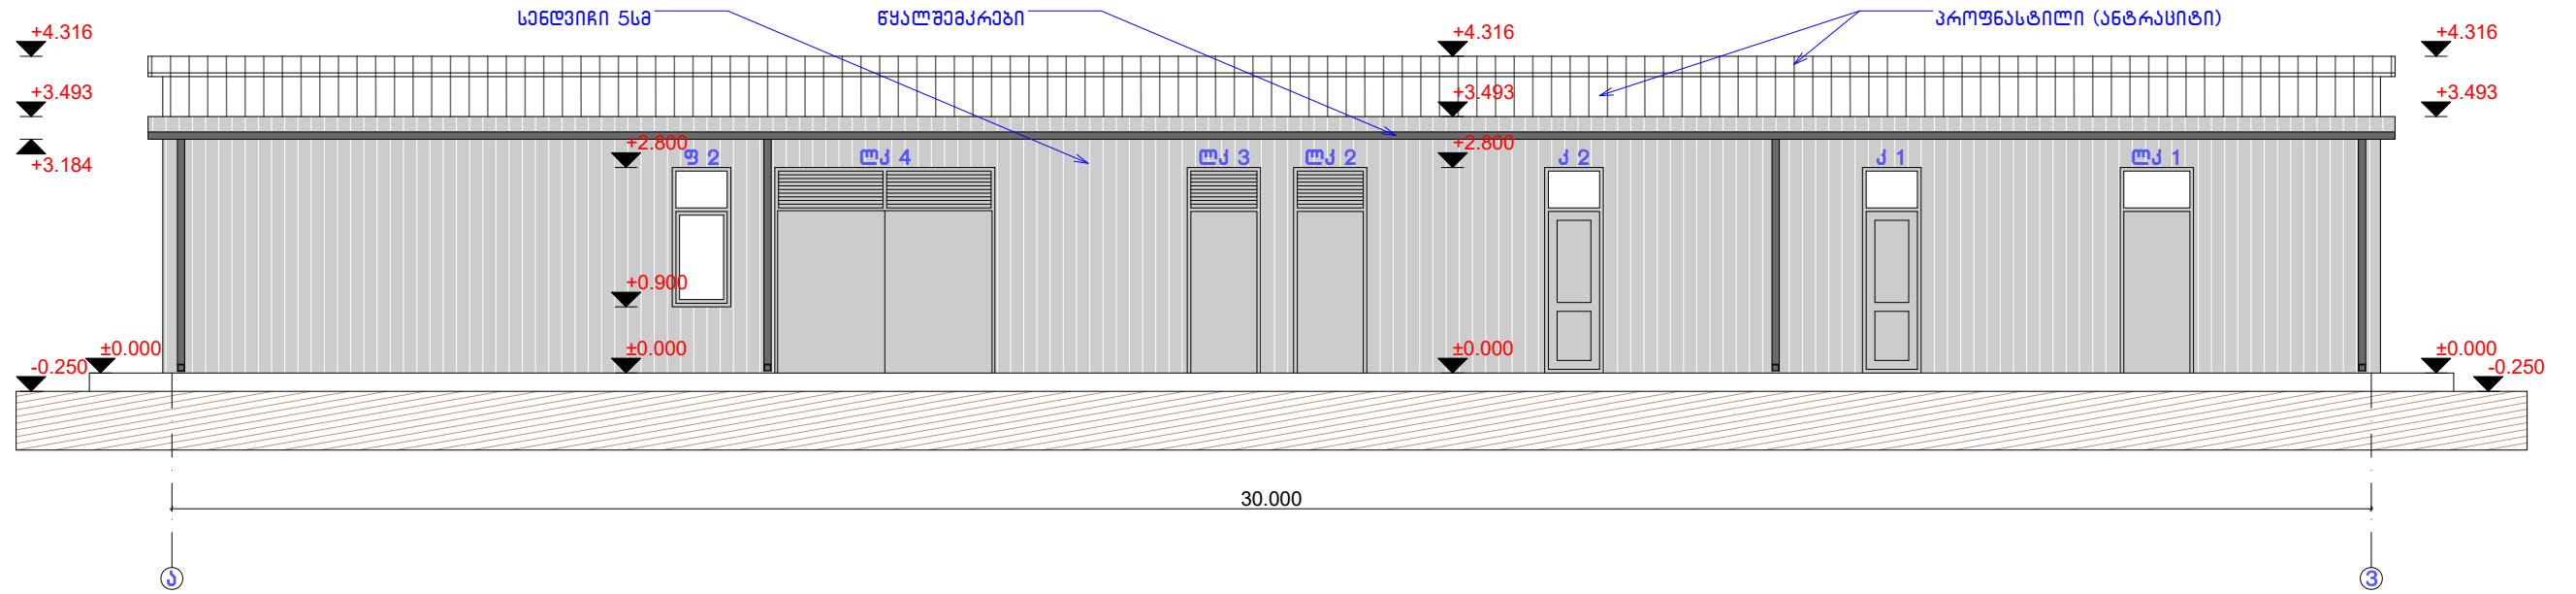 სენდვიჩი 5სმ
წყალშემკრები
პროფნასტილი (ანტრაციტი)
+4.316
+4.316
+4.316
+3.493
+3.493
+3.493
+3.184
+2.800
+2.800
ფ 2
ლკ 4
ლკ 3
ლკ 2
კ 2
კ 1
ლკ 1
+0.900
±0.000
±0.000
±0.000
±0.000
-0.250
-0.250
30.000
ა
ვ